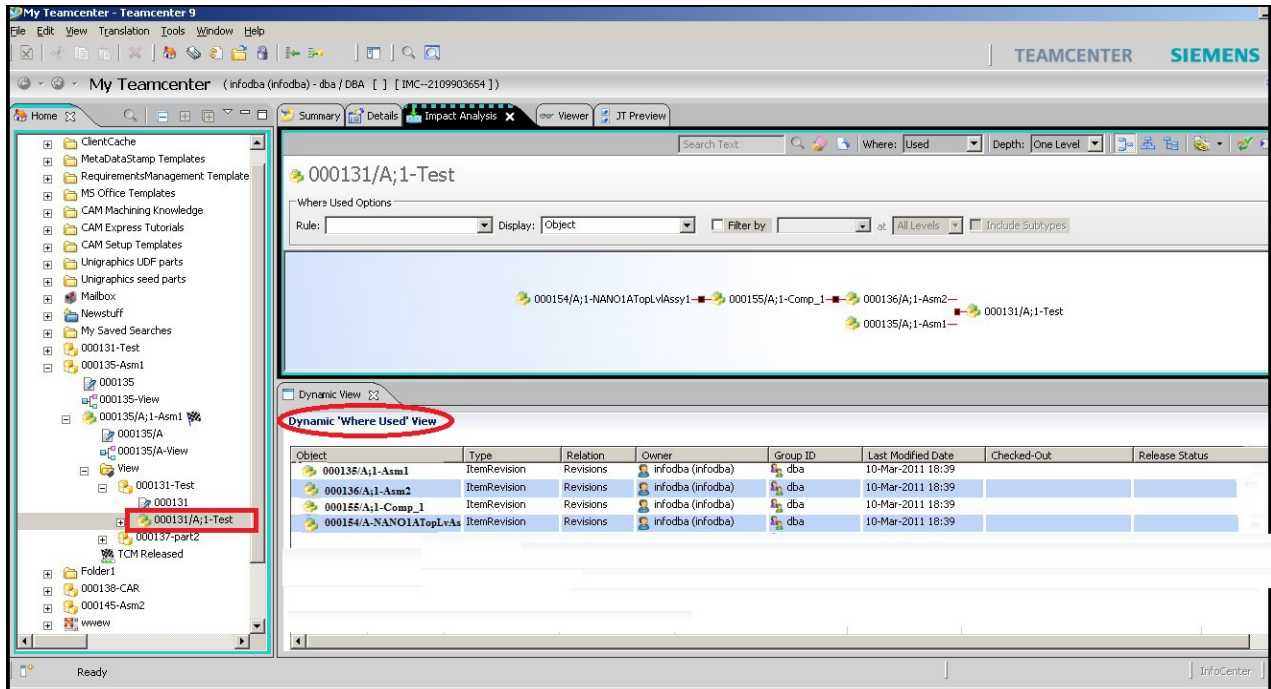 My Teamcenter - Teamcenter 9
File Edit View Translation Tools Window Help
TEAMCENTER SIEMENS
My Teamcenter ( infodba (infodba) - dba / DBA [ ] [ IMC--2109903654 ] )
Home
ClientCache
MetaDataStamp Templates
RequirementsManagement Template
MS Office Templates
CAM Machining Knowledge
CAM Express Tutorials
CAM Setup Templates
Unigraphics UDF parts
Unigraphics seed parts
Mailbox
Newstuff
My Saved Searches
000131-Test
000135-Asm1
000135
000135-View
000135/A;1-Asm1
000135/A
000135/A-View
View
000131-Test
000131
000131/A;1-Test
000137-part2
TCM Released
Folder1
000138-CAR
000145-Asm2
wwew
Summary Details Impact Analysis Viewer JT Preview
Search Text Where: Used Depth: One Level
000131/A;1-Test
Where Used Options
Rule: Display: Object Filter by at All Levels Include Subtypes
000154/A;1-NANO1ATopLvlAssy1 000155/A;1-Comp_1 000136/A;1-Asm2
000131/A;1-Test
000135/A;1-Asm1
Dynamic View
Dynamic 'Where Used' View
Object Type Relation Owner Group ID Last Modified Date Checked-Out Release Status
000135/A;1-Asm1 ItemRevision Revisions infodba (infodba) dba 10-Mar-2011 18:39
000136/A;1-Asm2 ItemRevision Revisions infodba (infodba) dba 10-Mar-2011 18:39
000155/A;1-Comp_1 ItemRevision Revisions infodba (infodba) dba 10-Mar-2011 18:39
000154/A-NANO1ATopLvAs ItemRevision Revisions infodba (infodba) dba 10-Mar-2011 18:39
Ready
InfoCenter